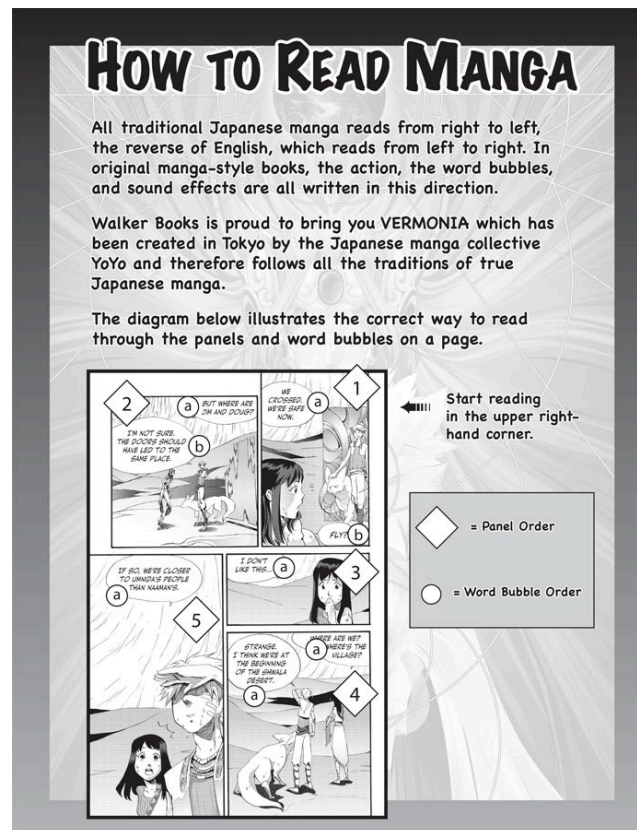 HOW TO READ MANGA
All traditional Japanese manga reads from right to left,
the reverse of English, which reads from left to right. In
original manga-style books, the action, the word bubbles,
and sound effects are all written in this direction.
Walker Books is proud to bring you VERMONIA which has
been created in Tokyo by the Japanese manga collective
YoYo and therefore follows all the traditions of true
Japanese manga.
The diagram below illustrates the correct way to read
through the panels and word bubbles on a page.
Start reading
in the upper right-
hand corner.
1
WE
CROSSED.
WE'RE SAFE
NOW.
a
FLY?
b
2
a
BUT WHERE ARE
JIM AND DOUG?
I'M NOT SURE.
THE DOORS SHOULD
HAVE LED TO THE
SAME PLACE.
b
I DON'T
LIKE THIS...
a
3
WHERE ARE WE?
WHERE'S THE
VILLAGE?
a
STRANGE.
I THINK WE'RE AT
THE BEGINNING
OF THE SHWALA
DESERT.
a
4
IF SO, WE'RE CLOSER
TO UMNDA'S PEOPLE
THAN NAAMAN'S.
a
5
= Panel Order
= Word Bubble Order